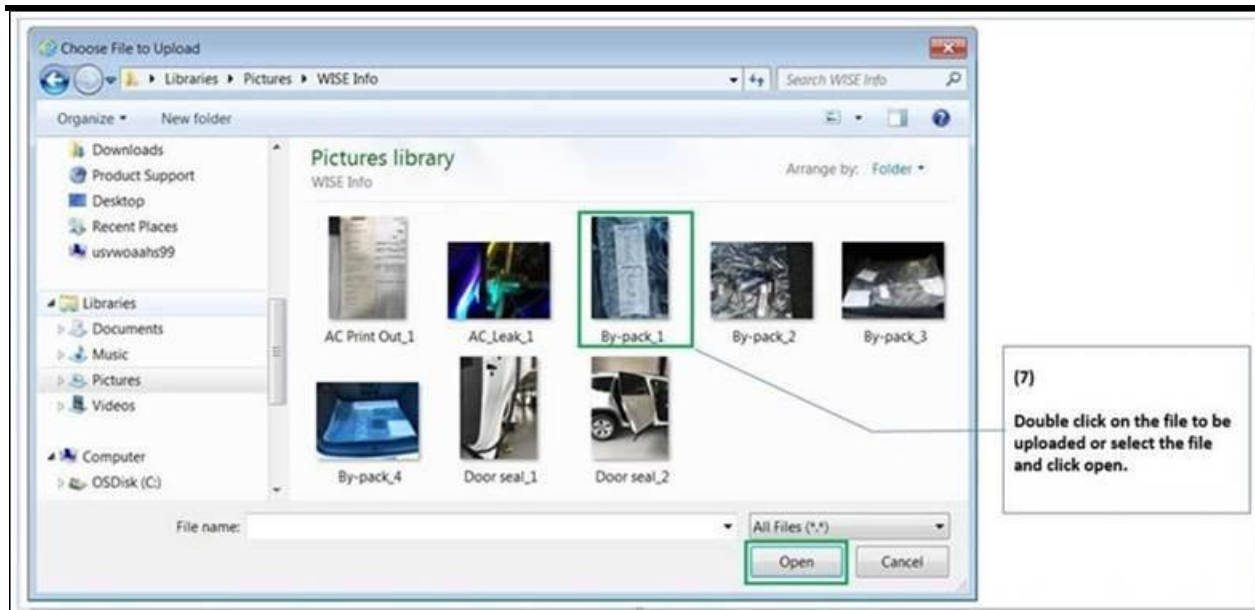 Choose File to Upload
Libraries ▸ Pictures ▸ WISE Info
Search WISE Info
Organize
New folder
Downloads
Product Support
Desktop
Recent Places
usvwoaahs99
Libraries
Documents
Music
Pictures
Videos
Computer
OSDisk (C:)
Pictures library
WISE Info
Arrange by: Folder
AC Print Out_1
AC_Leak_1
By-pack_1
By-pack_2
By-pack_3
By-pack_4
Door seal_1
Door seal_2
File name:
All Files (*.*)
Open
Cancel
(7)
Double click on the file to be
uploaded or select the file
and click open.